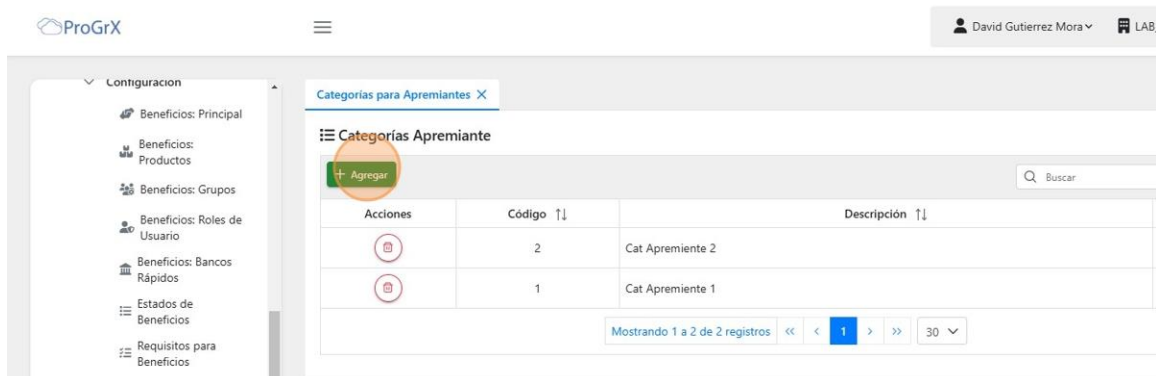 ProGrX
David Gutierrez Mora
LAB
Configuración
Beneficios: Principal
Beneficios:
Productos
Beneficios: Grupos
Beneficios: Roles de
Usuario
Beneficios: Bancos
Rápidos
Estados de
Beneficios
Requisitos para
Beneficios
Categorías para Apremiantes X
Categorías Apremiante
+ Agregar
Buscar
Acciones Código ↑↓ Descripción ↑↓
2 Cat Apremiente 2
1 Cat Apremiente 1
Mostrando 1 a 2 de 2 registros << < 1 > >> 30